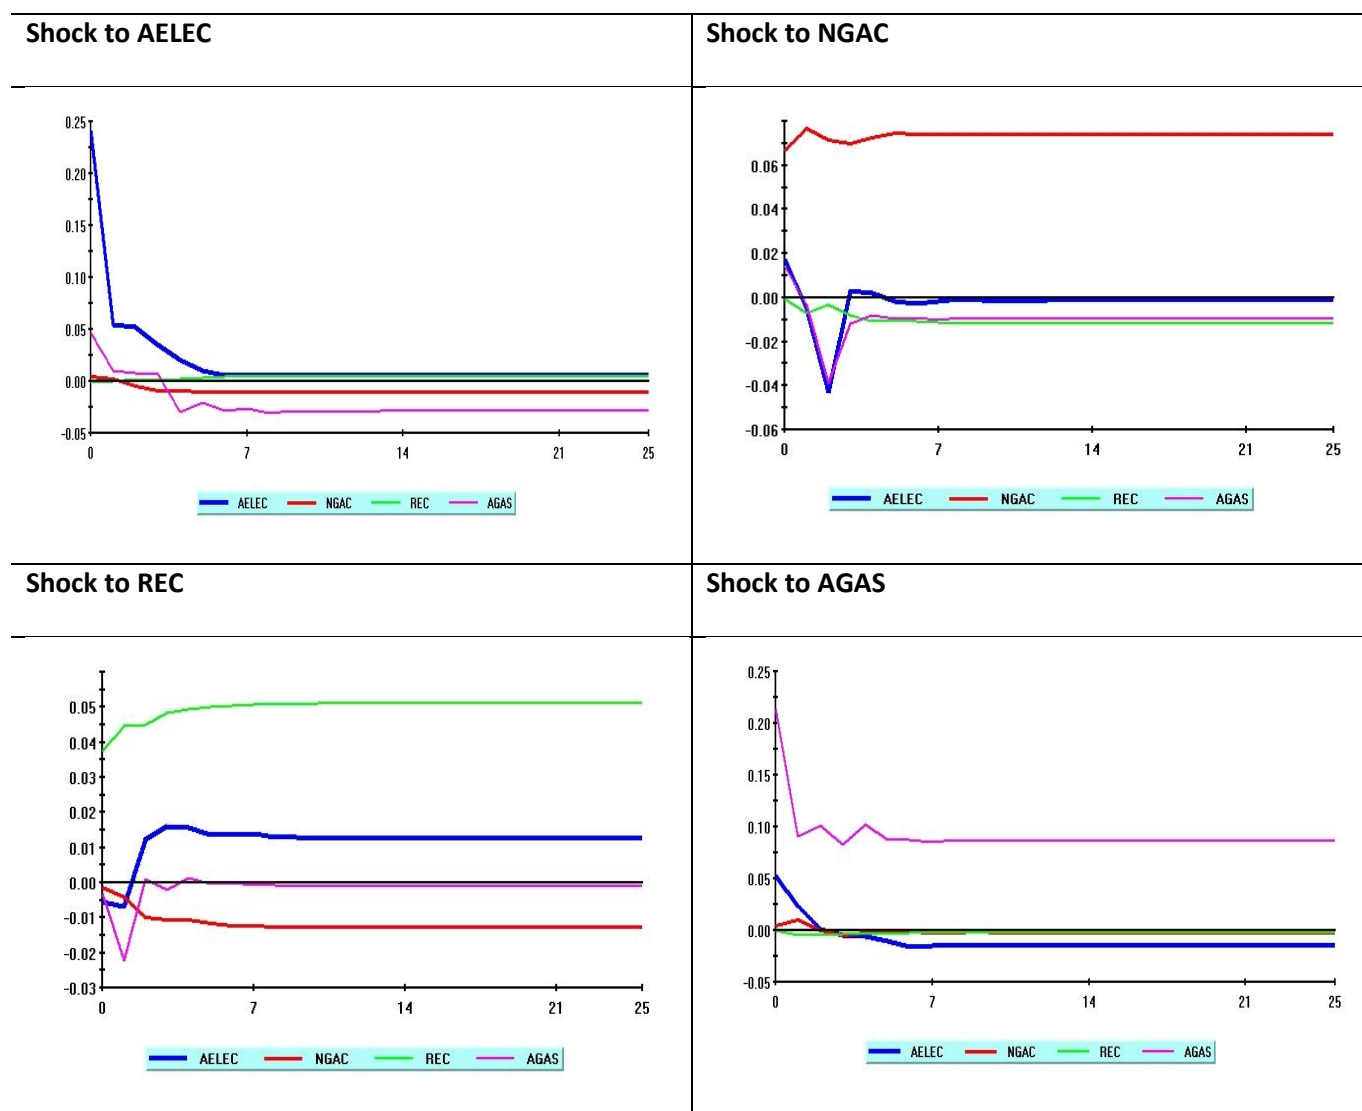 Shock to AELEC
0.25
0.20
0.15
0.10
0.05
0.00
-0.05
0 7 14 21 25
AELEC NGAC REC AGAS
Shock to NGAC
0.06
0.04
0.02
0.00
-0.02
-0.04
-0.06
0 7 14 21 25
AELEC NGAC REC AGAS
Shock to REC
0.05
0.04
0.03
0.02
0.01
0.00
-0.01
-0.02
-0.03
0 7 14 21 25
AELEC NGAC REC AGAS
Shock to AGAS
0.25
0.20
0.15
0.10
0.05
0.00
-0.05
0 7 14 21 25
AELEC NGAC REC AGAS